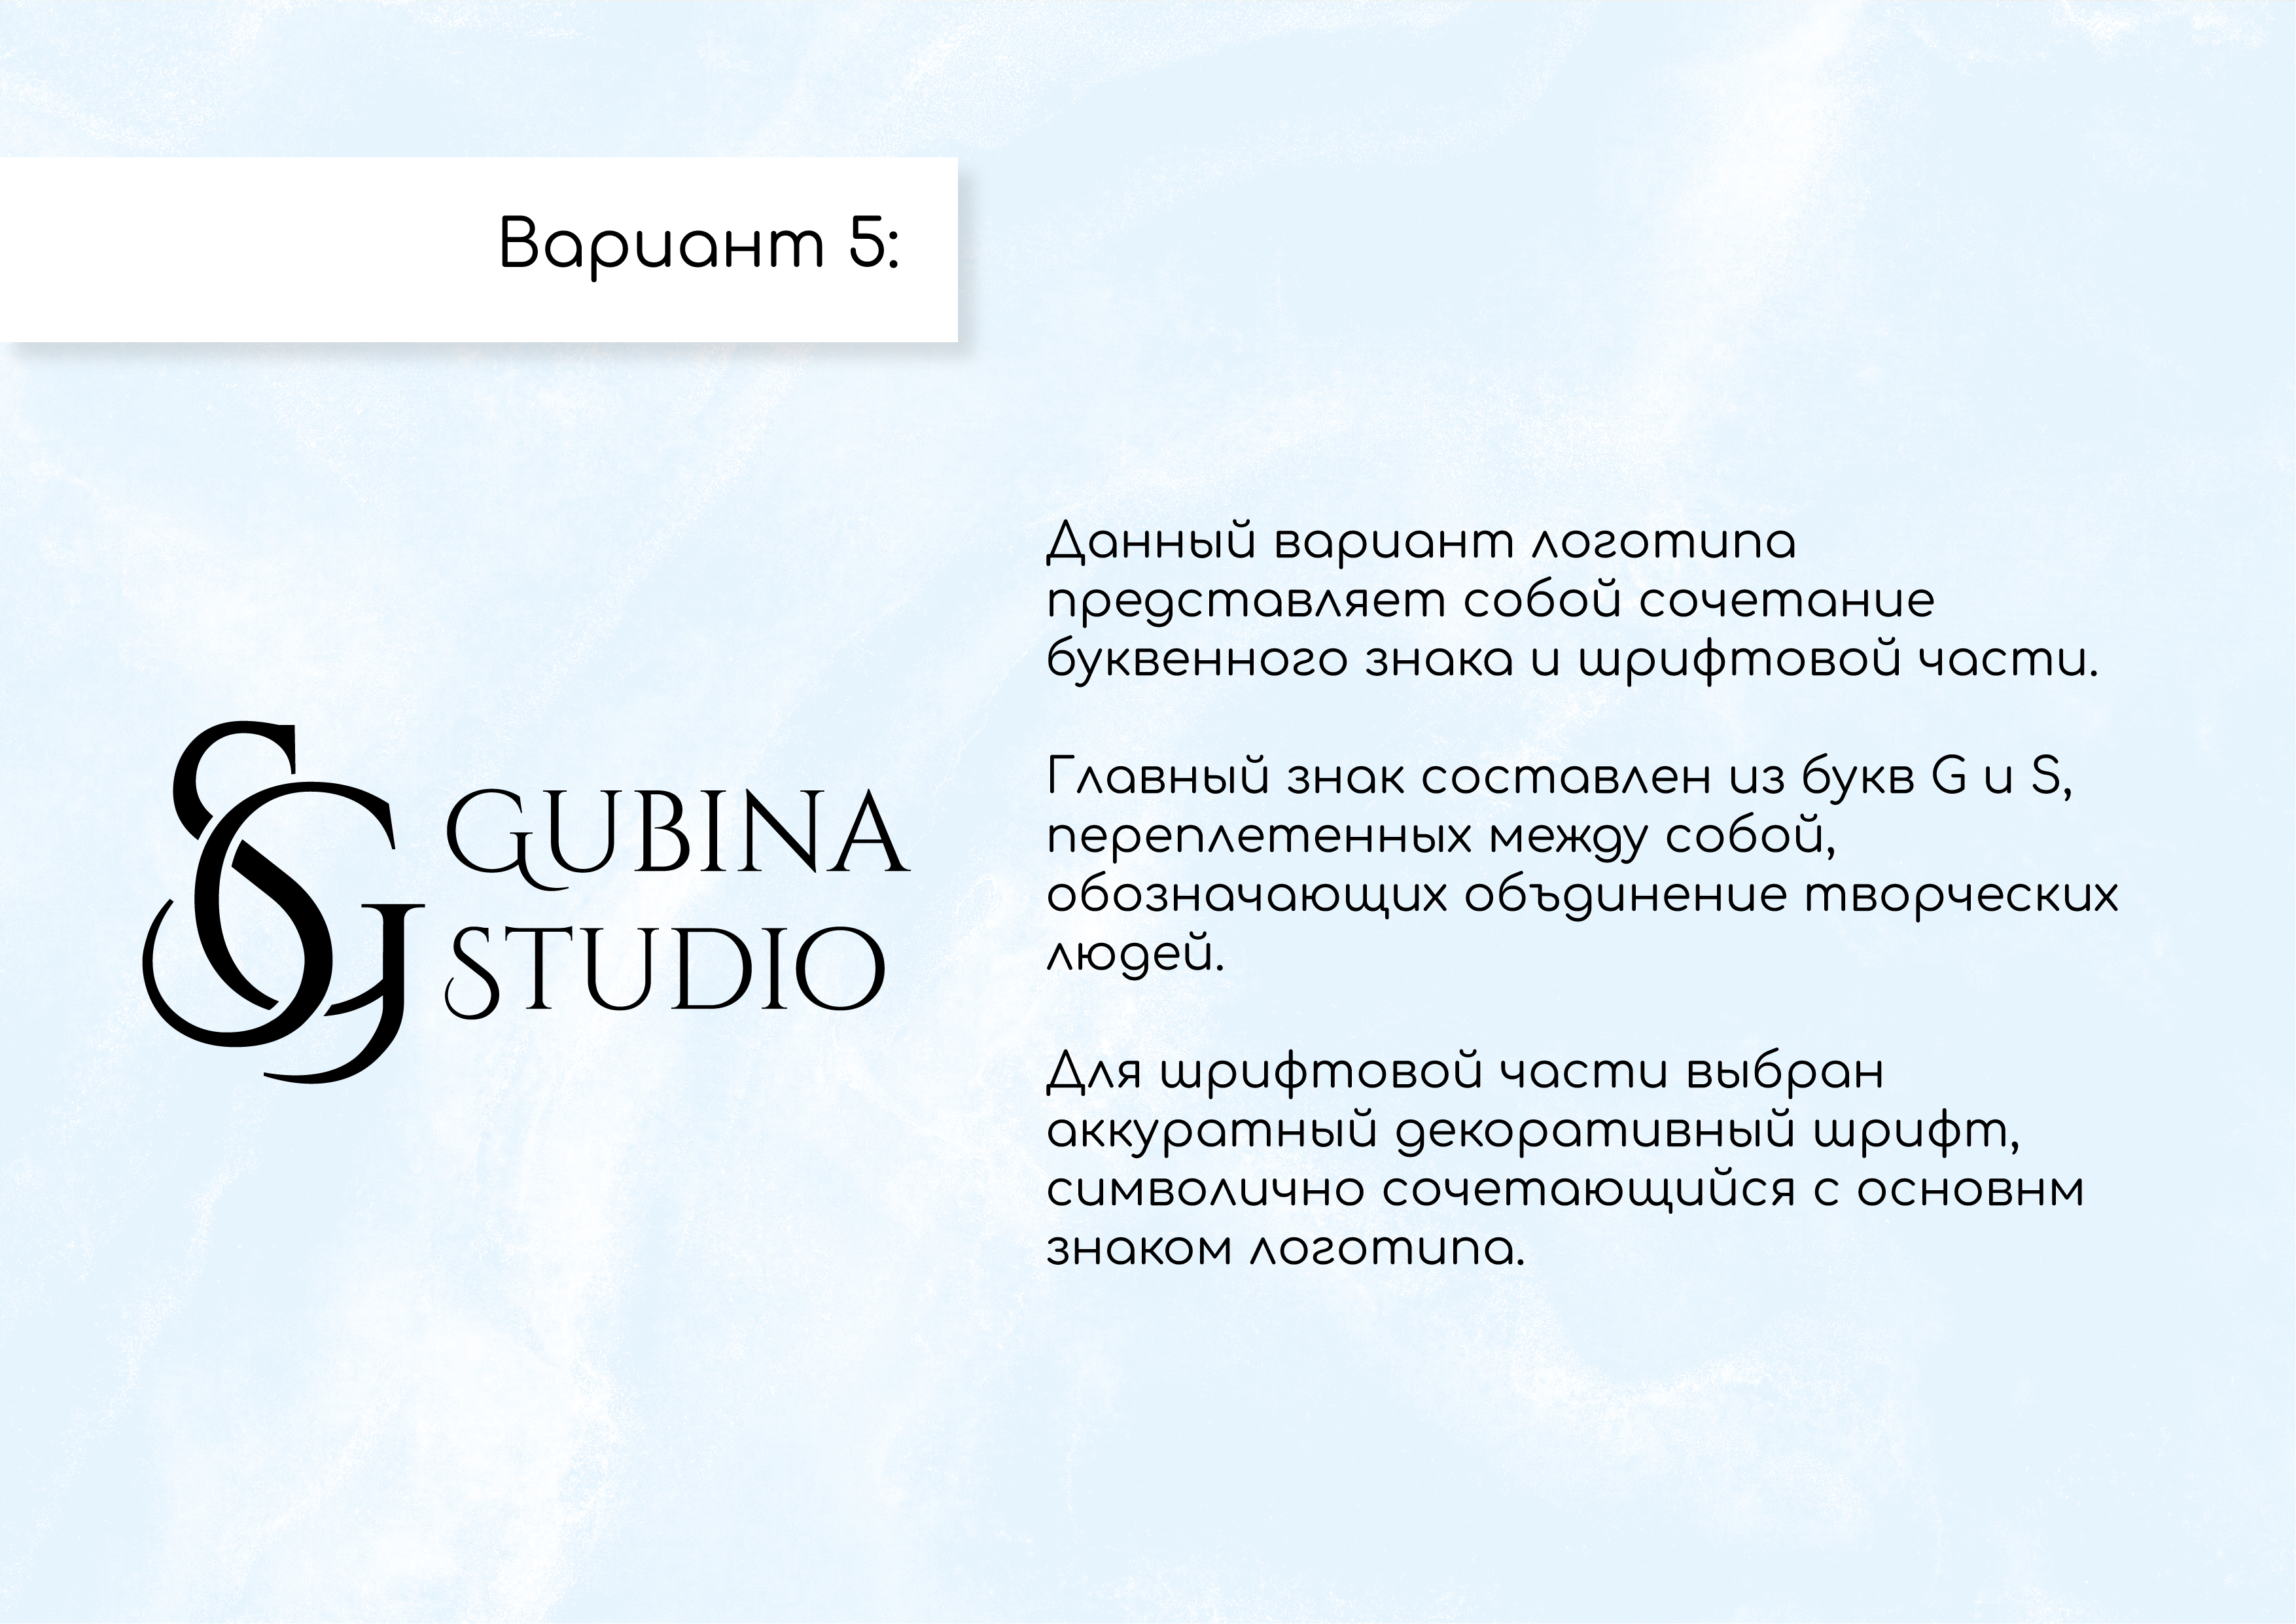 Вариант 5:
SG
GUBINA
STUDIO
Данный вариант логотипа
представляет собой сочетание
буквенного знака и шрифтовой части.
Главный знак составлен из букв G и S,
переплетенных между собой,
обозначающих объдинение творческих
людей.
Для шрифтовой части выбран
аккуратный декоративный шрифт,
символично сочетающийся с основнм
знаком логотипа.